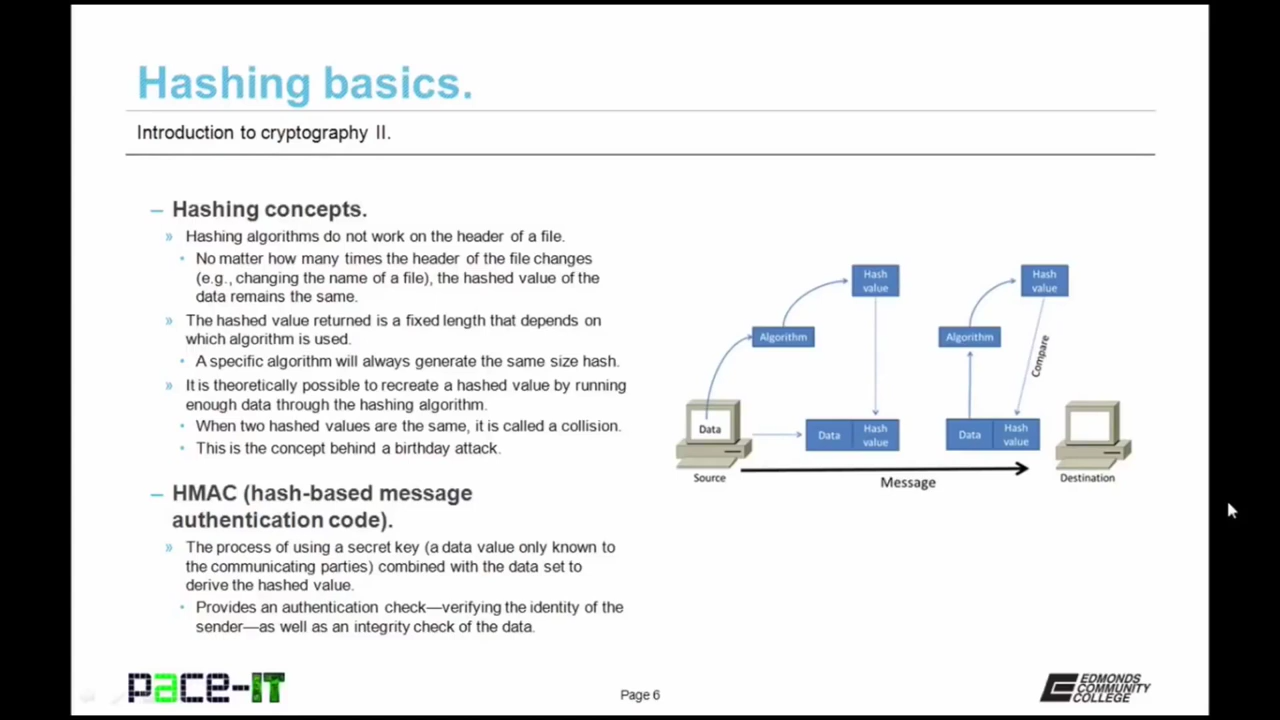 Hashing basics.
Introduction to cryptography II.
– Hashing concepts.
» Hashing algorithms do not work on the header of a file.
• No matter how many times the header of the file changes
(e.g., changing the name of a file), the hashed value of the
data remains the same.
» The hashed value returned is a fixed length that depends on
which algorithm is used.
• A specific algorithm will always generate the same size hash.
» It is theoretically possible to recreate a hashed value by running
enough data through the hashing algorithm.
• When two hashed values are the same, it is called a collision.
• This is the concept behind a birthday attack.
– HMAC (hash-based message
authentication code).
» The process of using a secret key (a data value only known to
the communicating parties) combined with the data set to
derive the hashed value.
• Provides an authentication check—verifying the identity of the
sender—as well as an integrity check of the data.
Hash
value
Hash
value
Algorithm
Algorithm
Compare
Data
Data
Hash
value
Data
Hash
value
Source
Message
Destination
pace-IT
Page 6
EDMONDS
COMMUNITY
COLLEGE